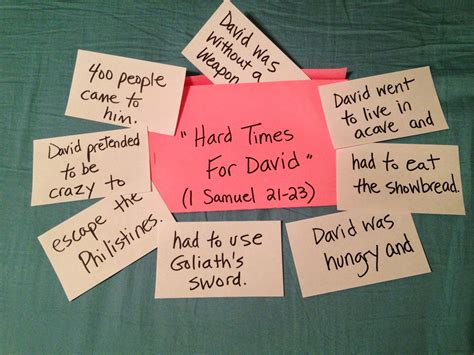 David was
without a
Weapon
400 people
came to
him.
David went
to live in
acave and
"Hard Times
For David"
(1 Samuel 21-23)
David pretended
to be
crazy to
had to eat
the showbread.
escape the
Philistines.
had to use
Goliath's
sword.
David was
hungry and